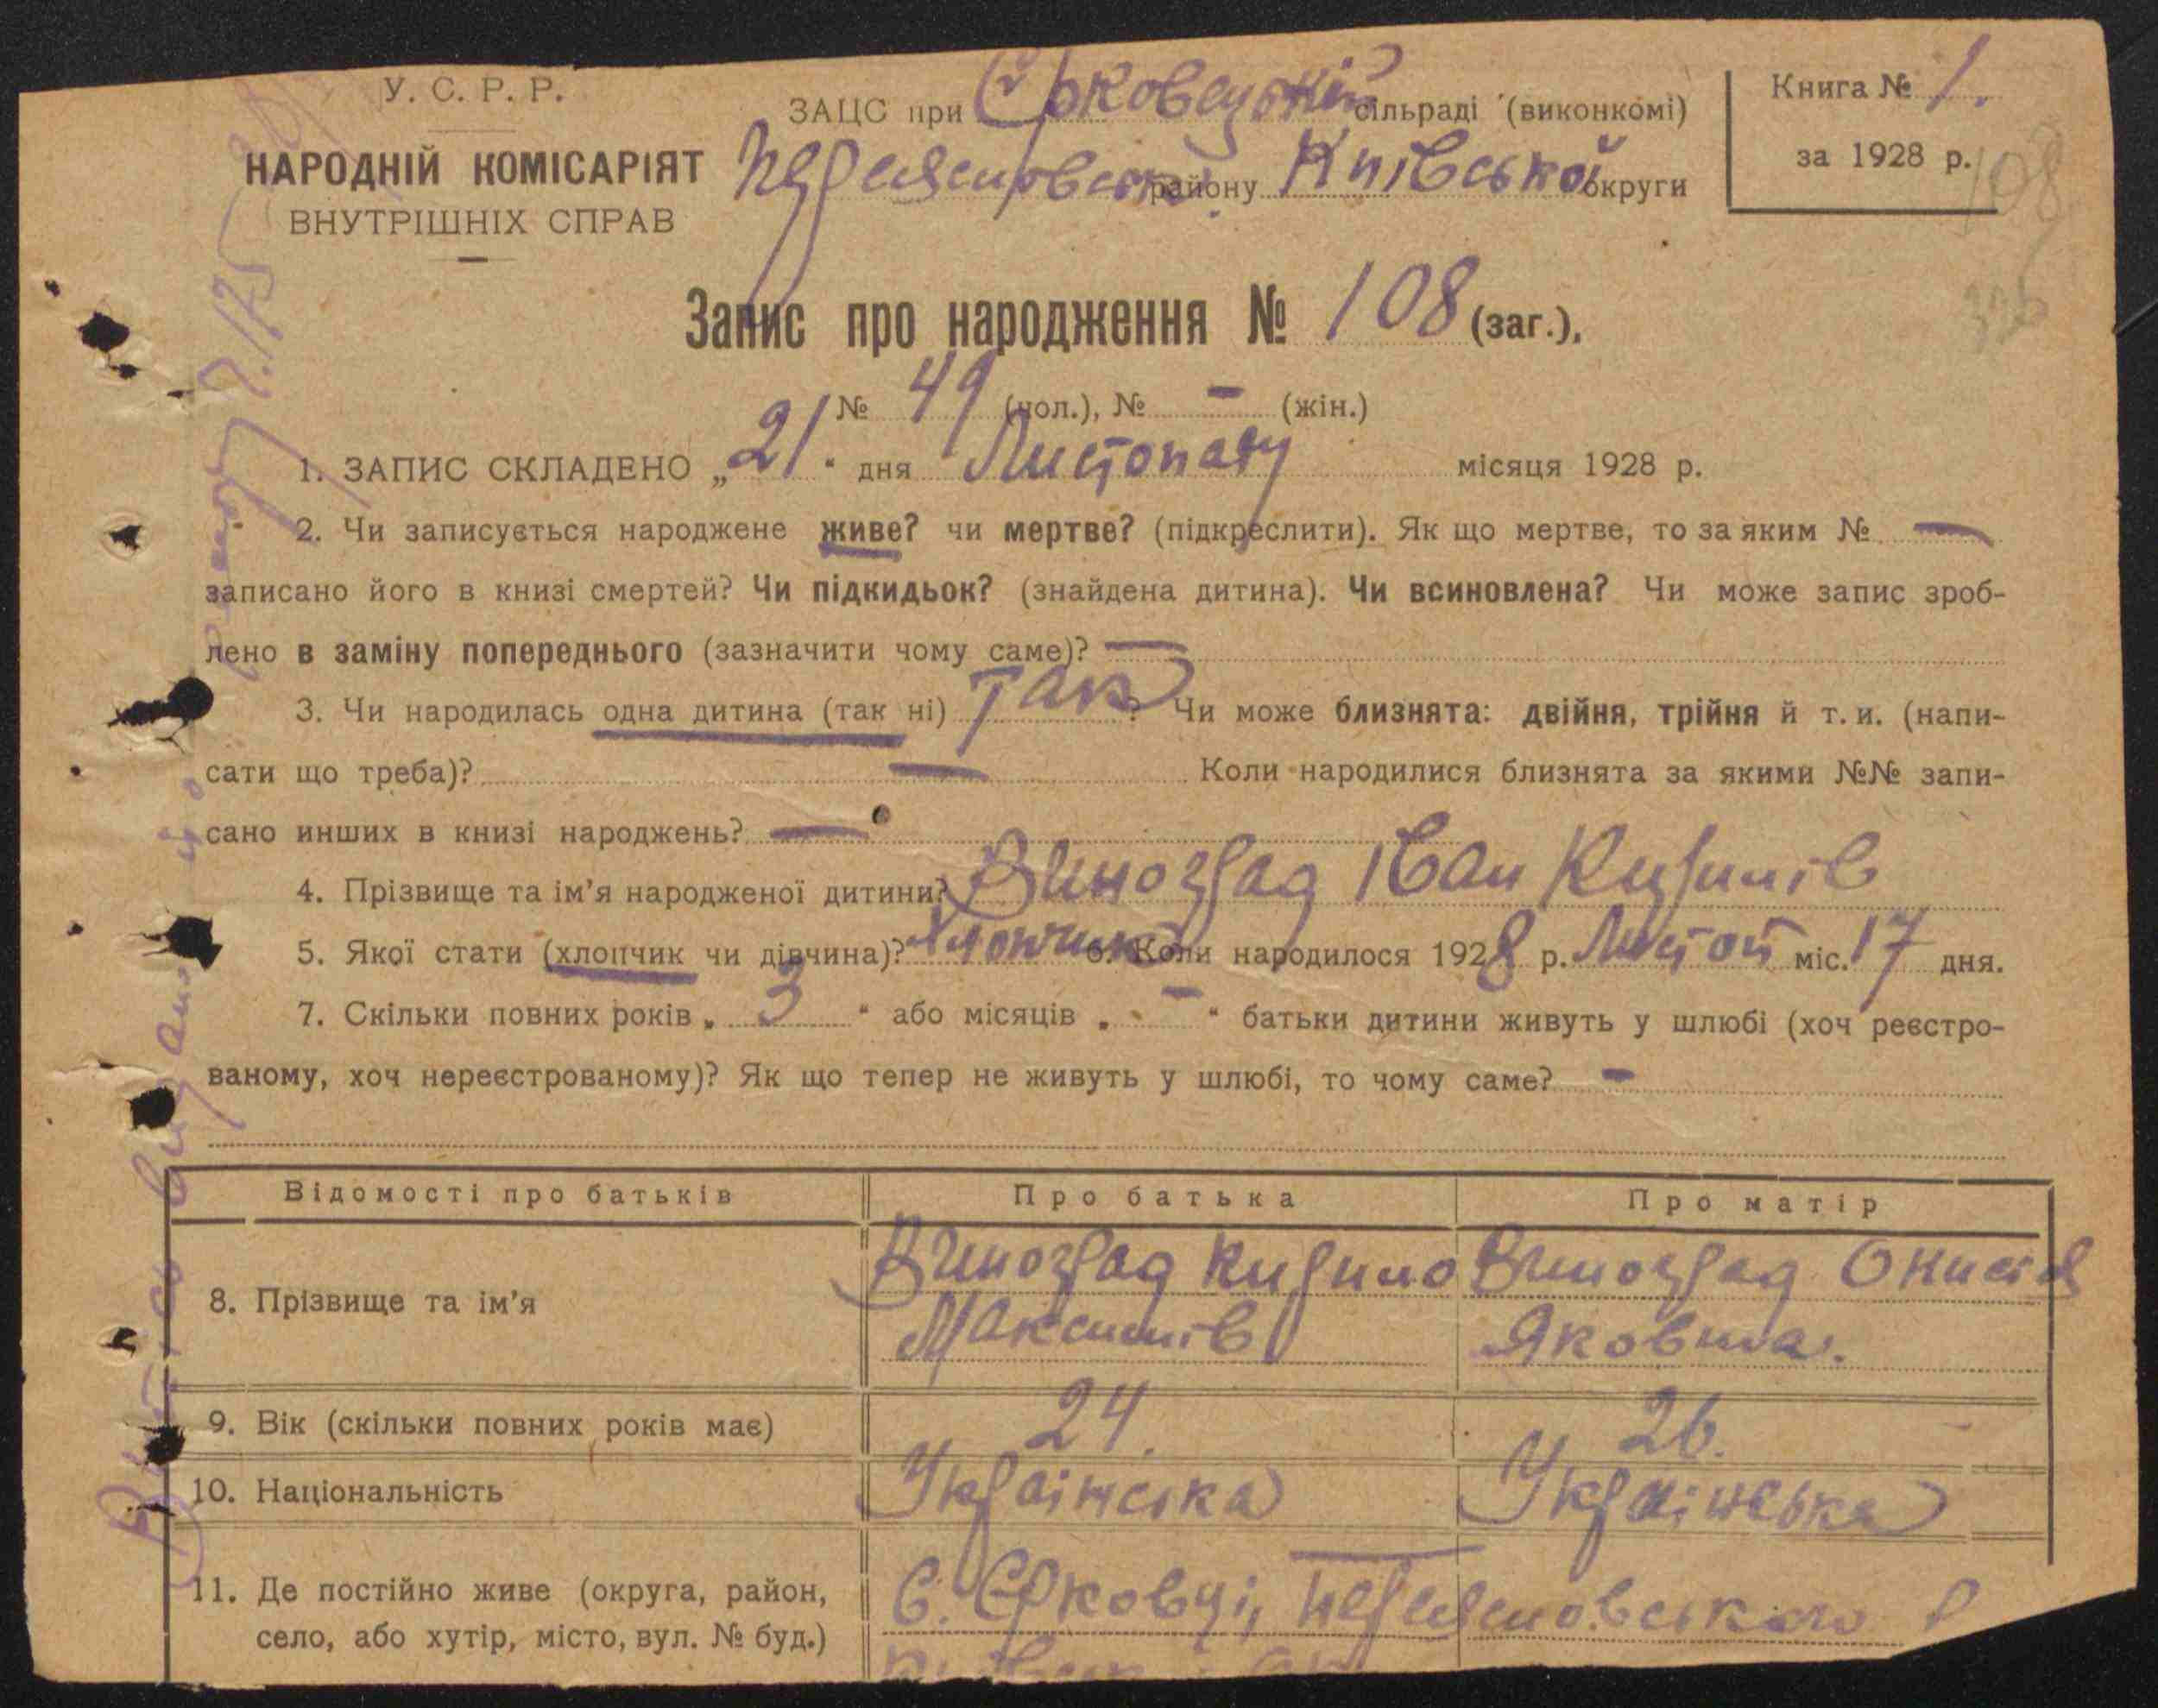 У. С. Р. Р.
НАРОДНІЙ КОМІСАРІЯТ
ВНУТРІШНІХ СПРАВ
ЗАЦС при Єрковецькій сільраді (виконкомі)
Переяславськ. району Київської округи
Книга № 1.
за 1928 р.
108
Запис про народження № 108 (заг.),
№ 49 (чол.), № — (жін.)
1. ЗАПИС СКЛАДЕНО „21“ дня Листопаду місяця 1928 р.
2. Чи записується народжене живе? чи мертве? (підкреслити). Як що мертве, то за яким № —
записано його в книзі смертей? Чи підкидьок? (знайдена дитина). Чи всиновлена? Чи може запис зроб-
лено в заміну попереднього (зазначити чому саме)? —
3. Чи народилась одна дитина (так ні) Так? Чи може близнята: двійня, трійня й т. и. (напи-
сати що треба)? — Коли народилися близнята за якими №№ запи-
сано инших в книзі народжень? —
4. Прізвище та ім'я народженої дитини? Виноград Іван Кирилів
5. Якої стати (хлопчик чи дівчина)? Хлопчик 6. Коли народилося 1928 р. Листоп міс. 17 дня.
7. Скільки повних років „3“ або місяців „—“ батьки дитини живуть у шлюбі (хоч реєстро-
ваному, хоч нереєстрованому)? Як що тепер не живуть у шлюбі, то чому саме? —
Відомості про батьків Про батька Про матір
8. Прізвище та ім'я
Виноград Кирило
Максимів
Виноград
Яковна.
9. Вік (скільки повних років має) 24. 26.
10. Національність Українська Українська
11. Де постійно живе (округа, район,
село, або хутір, місто, вул. № буд.)
С. Єрковці,